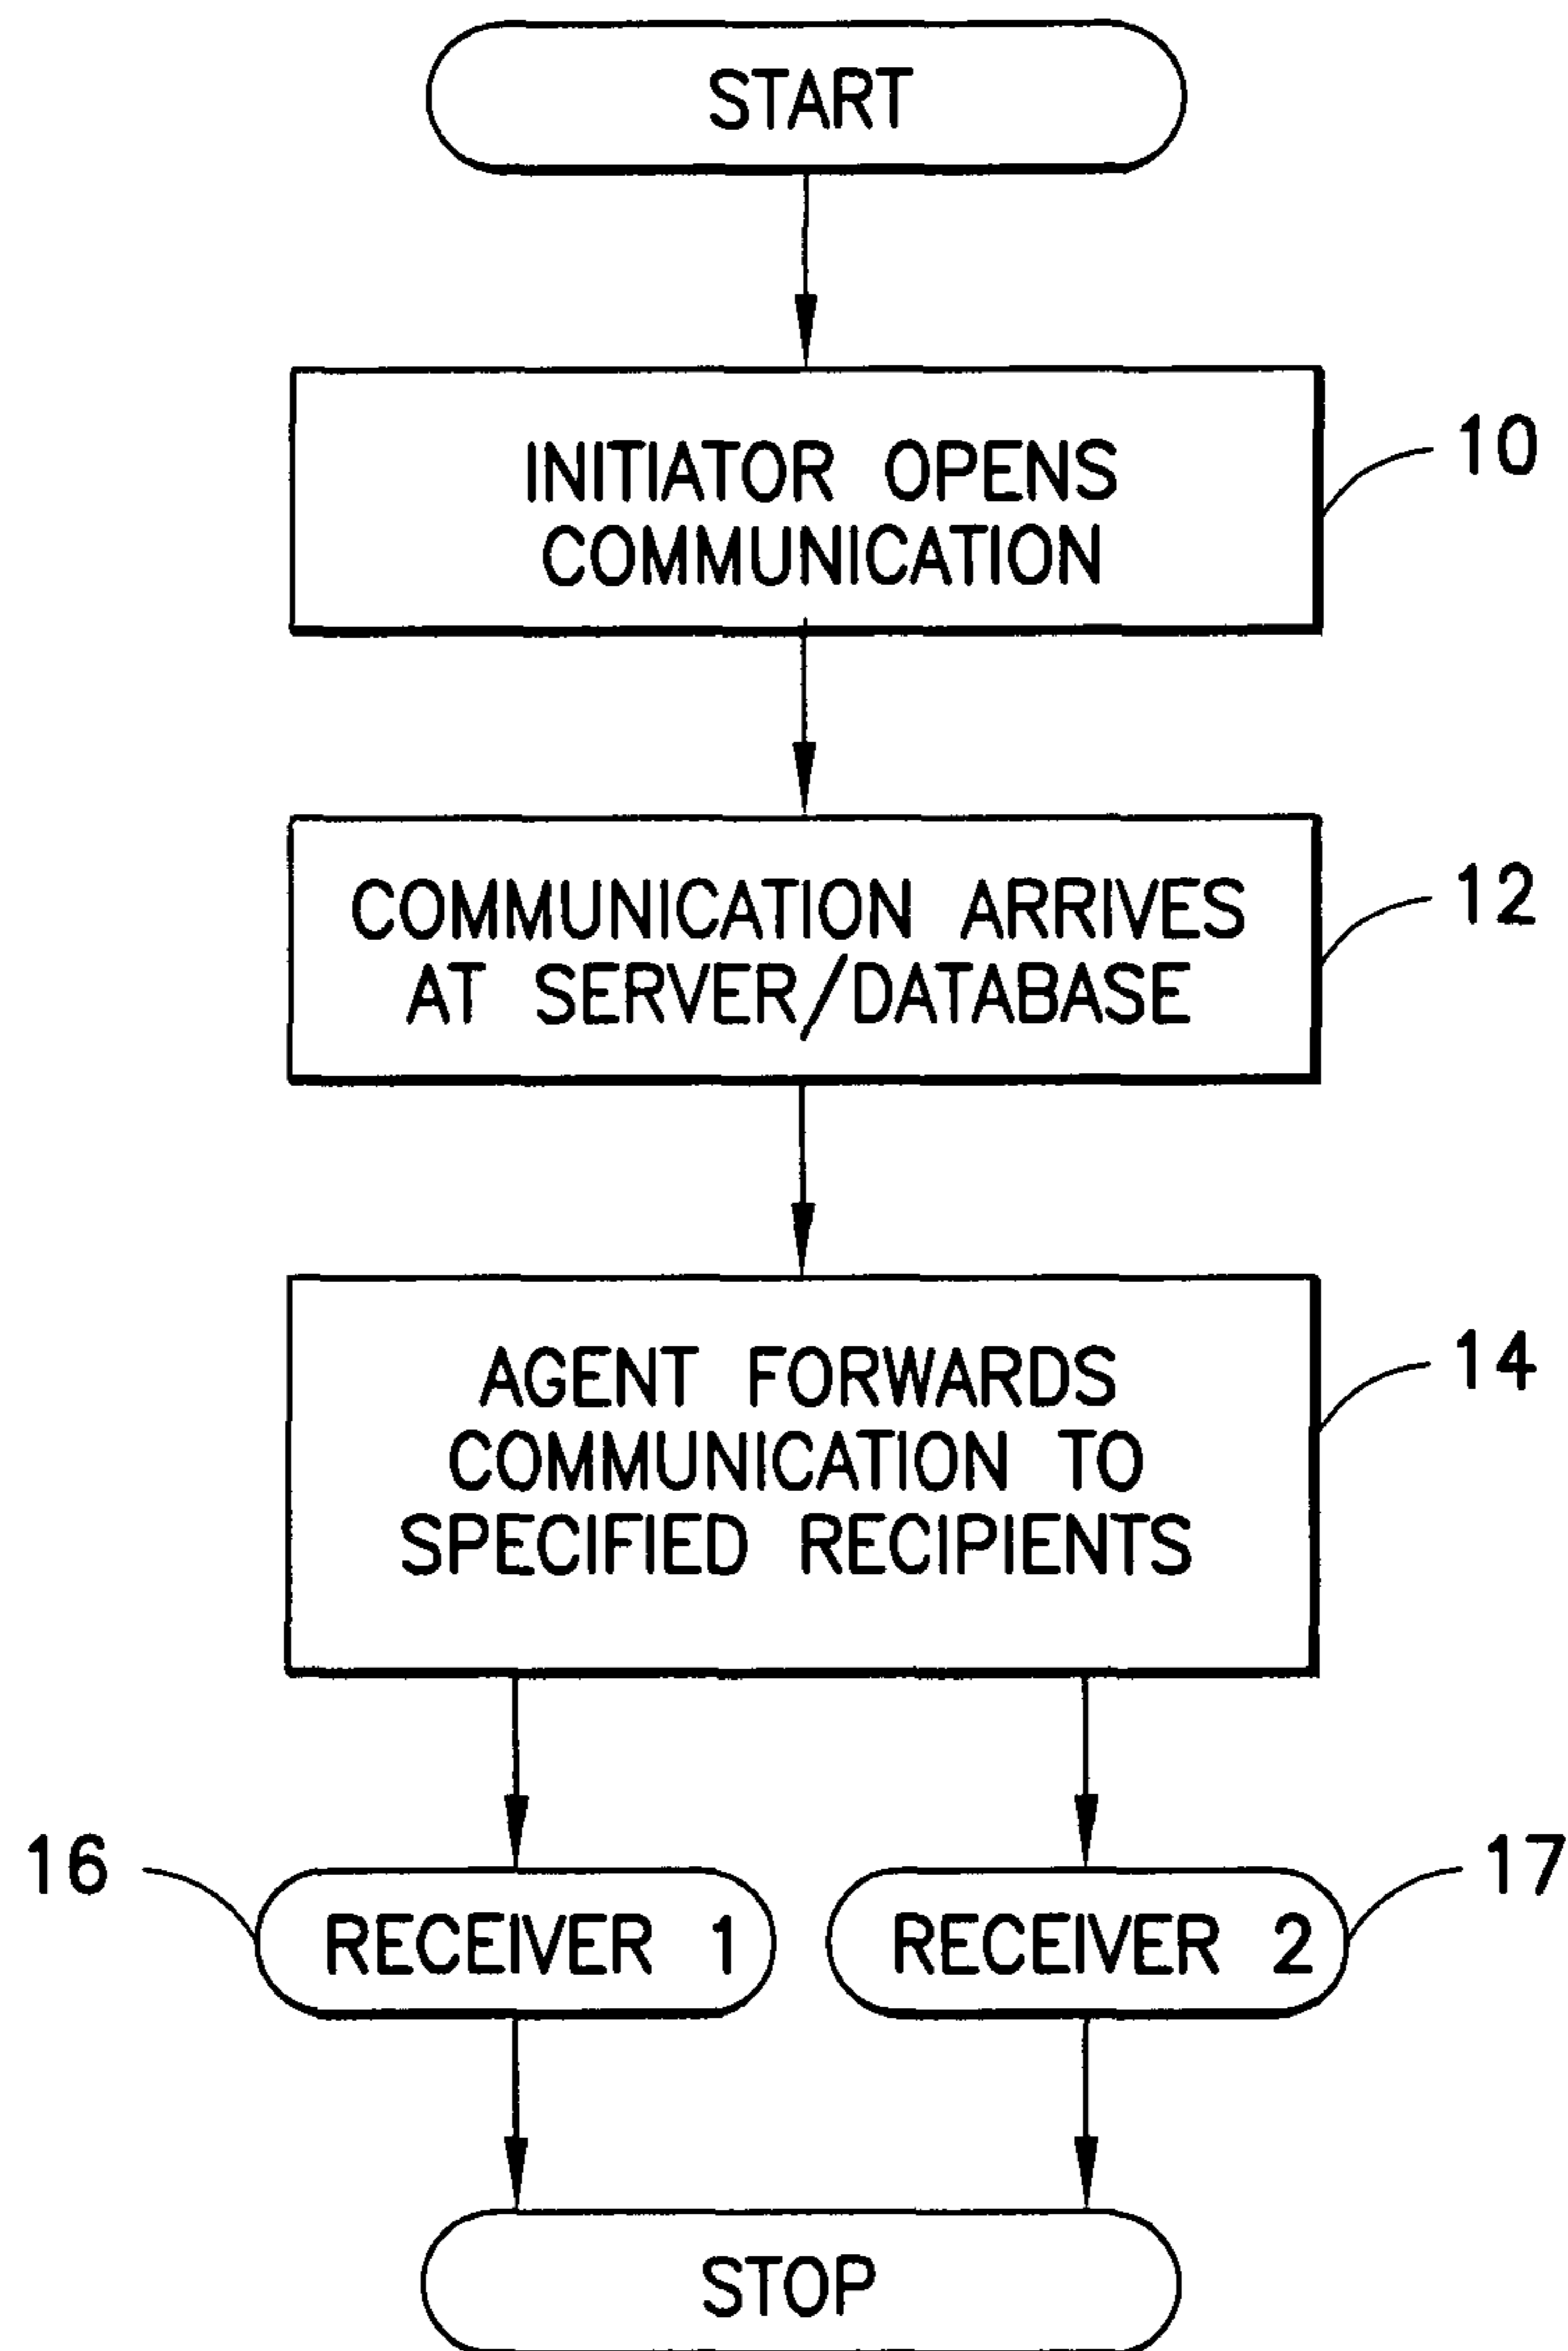 START
INITIATOR OPENS
COMMUNICATION
10
COMMUNICATION ARRIVES
AT SERVER/DATABASE
12
AGENT FORWARDS
COMMUNICATION TO
SPECIFIED RECIPIENTS
14
16
RECEIVER 1
RECEIVER 2
17
STOP